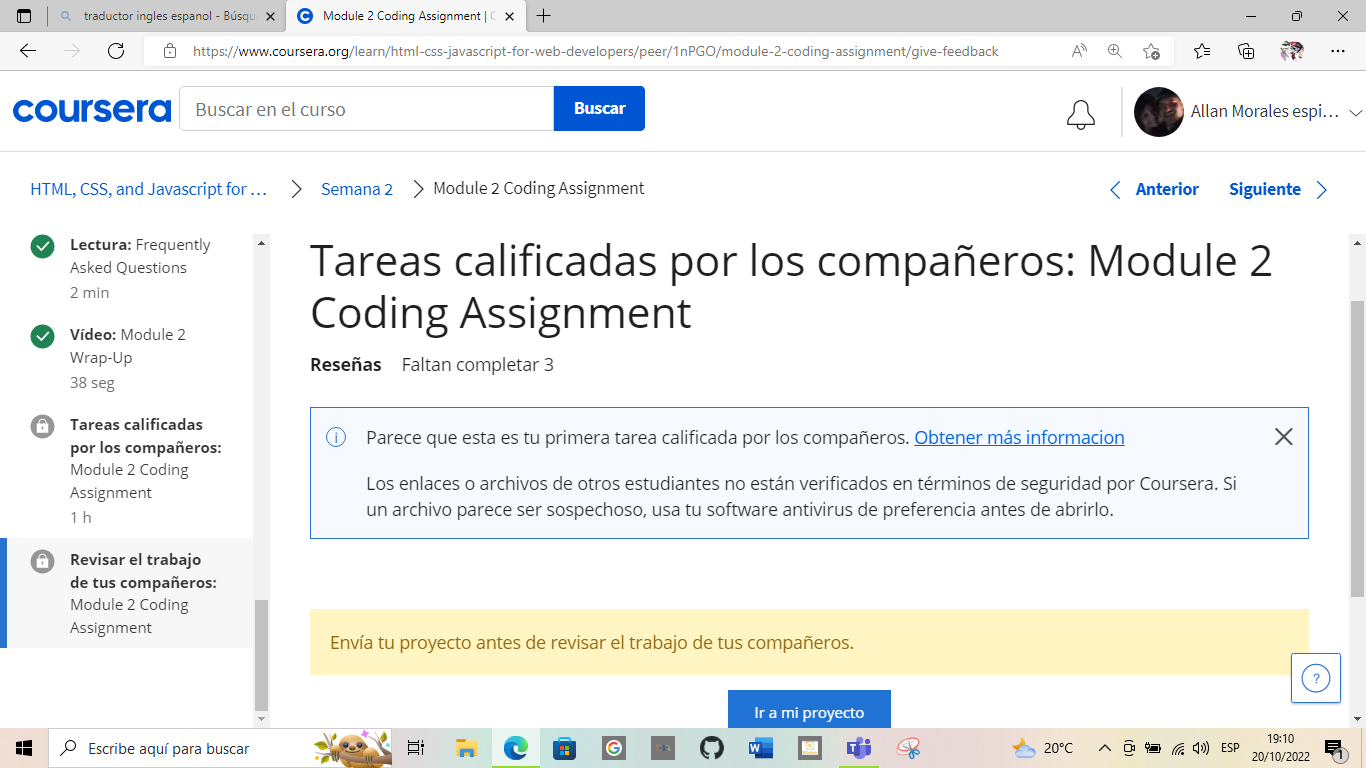 traductor ingles espanol - Búsqu
Module 2 Coding Assignment | C
https://www.coursera.org/learn/html-css-javascript-for-web-developers/peer/1nPGO/module-2-coding-assignment/give-feedback
coursera
Buscar en el curso
Buscar
Allan Morales espi...
HTML, CSS, and Javascript for ...
Semana 2
Module 2 Coding Assignment
Anterior
Siguiente
Lectura: Frequently
Asked Questions
2 min
Vídeo: Module 2
Wrap-Up
38 seg
Tareas calificadas
por los compañeros:
Module 2 Coding
Assignment
1 h
Revisar el trabajo
de tus compañeros:
Module 2 Coding
Assignment
Tareas calificadas por los compañeros: Module 2
Coding Assignment
Reseñas Faltan completar 3
Parece que esta es tu primera tarea calificada por los compañeros. Obtener más informacion
Los enlaces o archivos de otros estudiantes no están verificados en términos de seguridad por Coursera. Si
un archivo parece ser sospechoso, usa tu software antivirus de preferencia antes de abrirlo.
Envía tu proyecto antes de revisar el trabajo de tus compañeros.
Ir a mi proyecto
Escribe aquí para buscar
20°C
ESP
19:10
20/10/2022
1